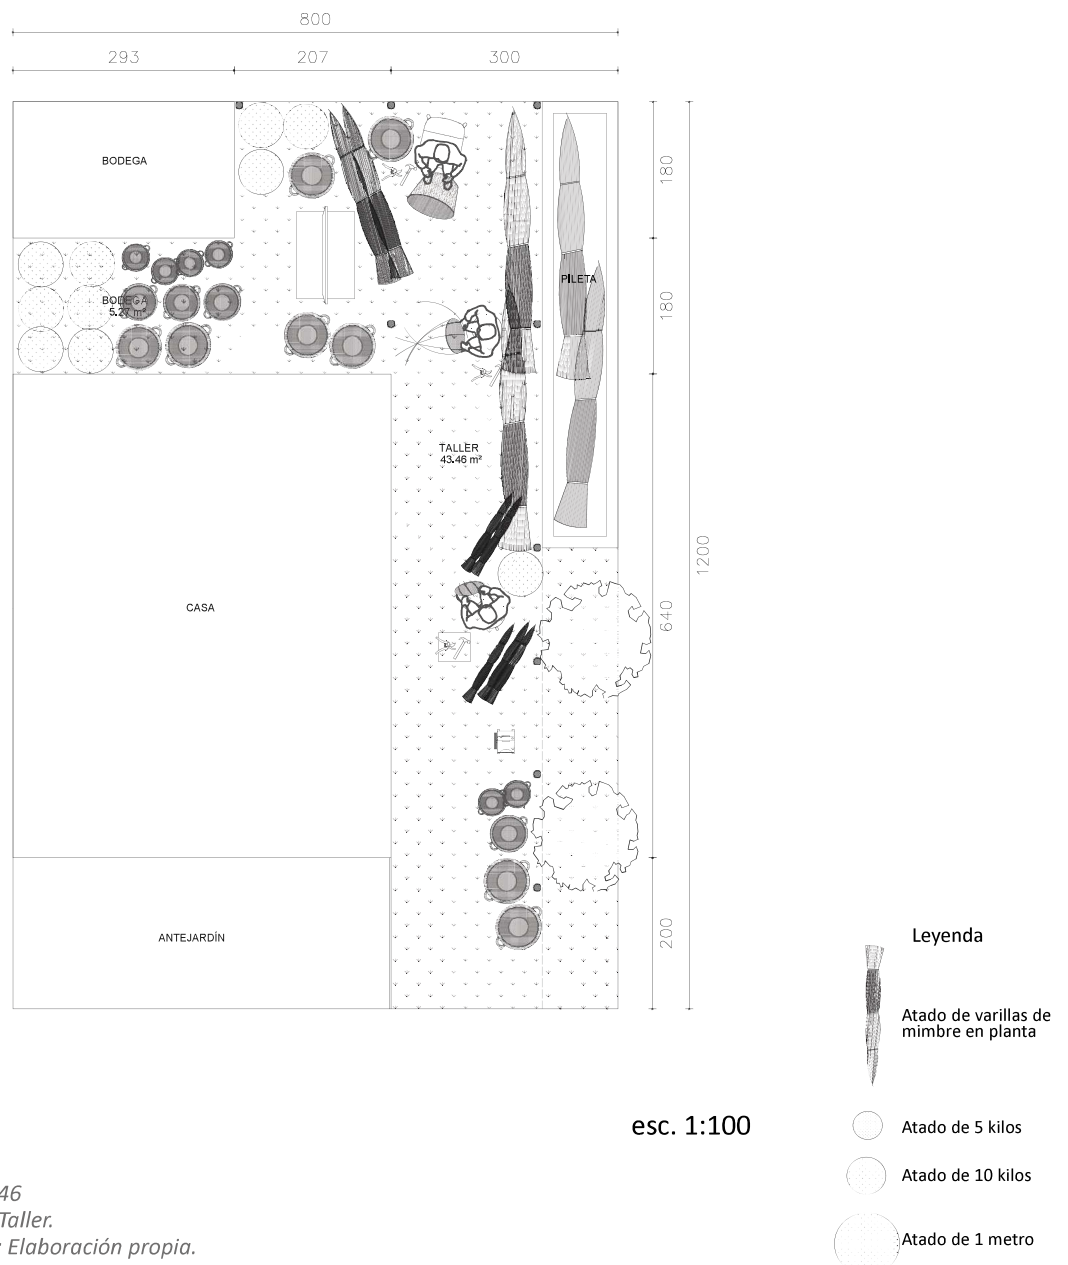 800
293
207
300
BODEGA
180
PILETA
BODEGA
5.27 m²
180
TALLER
43.46 m²
1200
CASA
640
ANTEJARDÍN
200
Leyenda
Atado de varillas de
mimbre en planta
esc. 1:100
Atado de 5 kilos
Atado de 10 kilos
46
Taller.
: Elaboración propia.
Atado de 1 metro